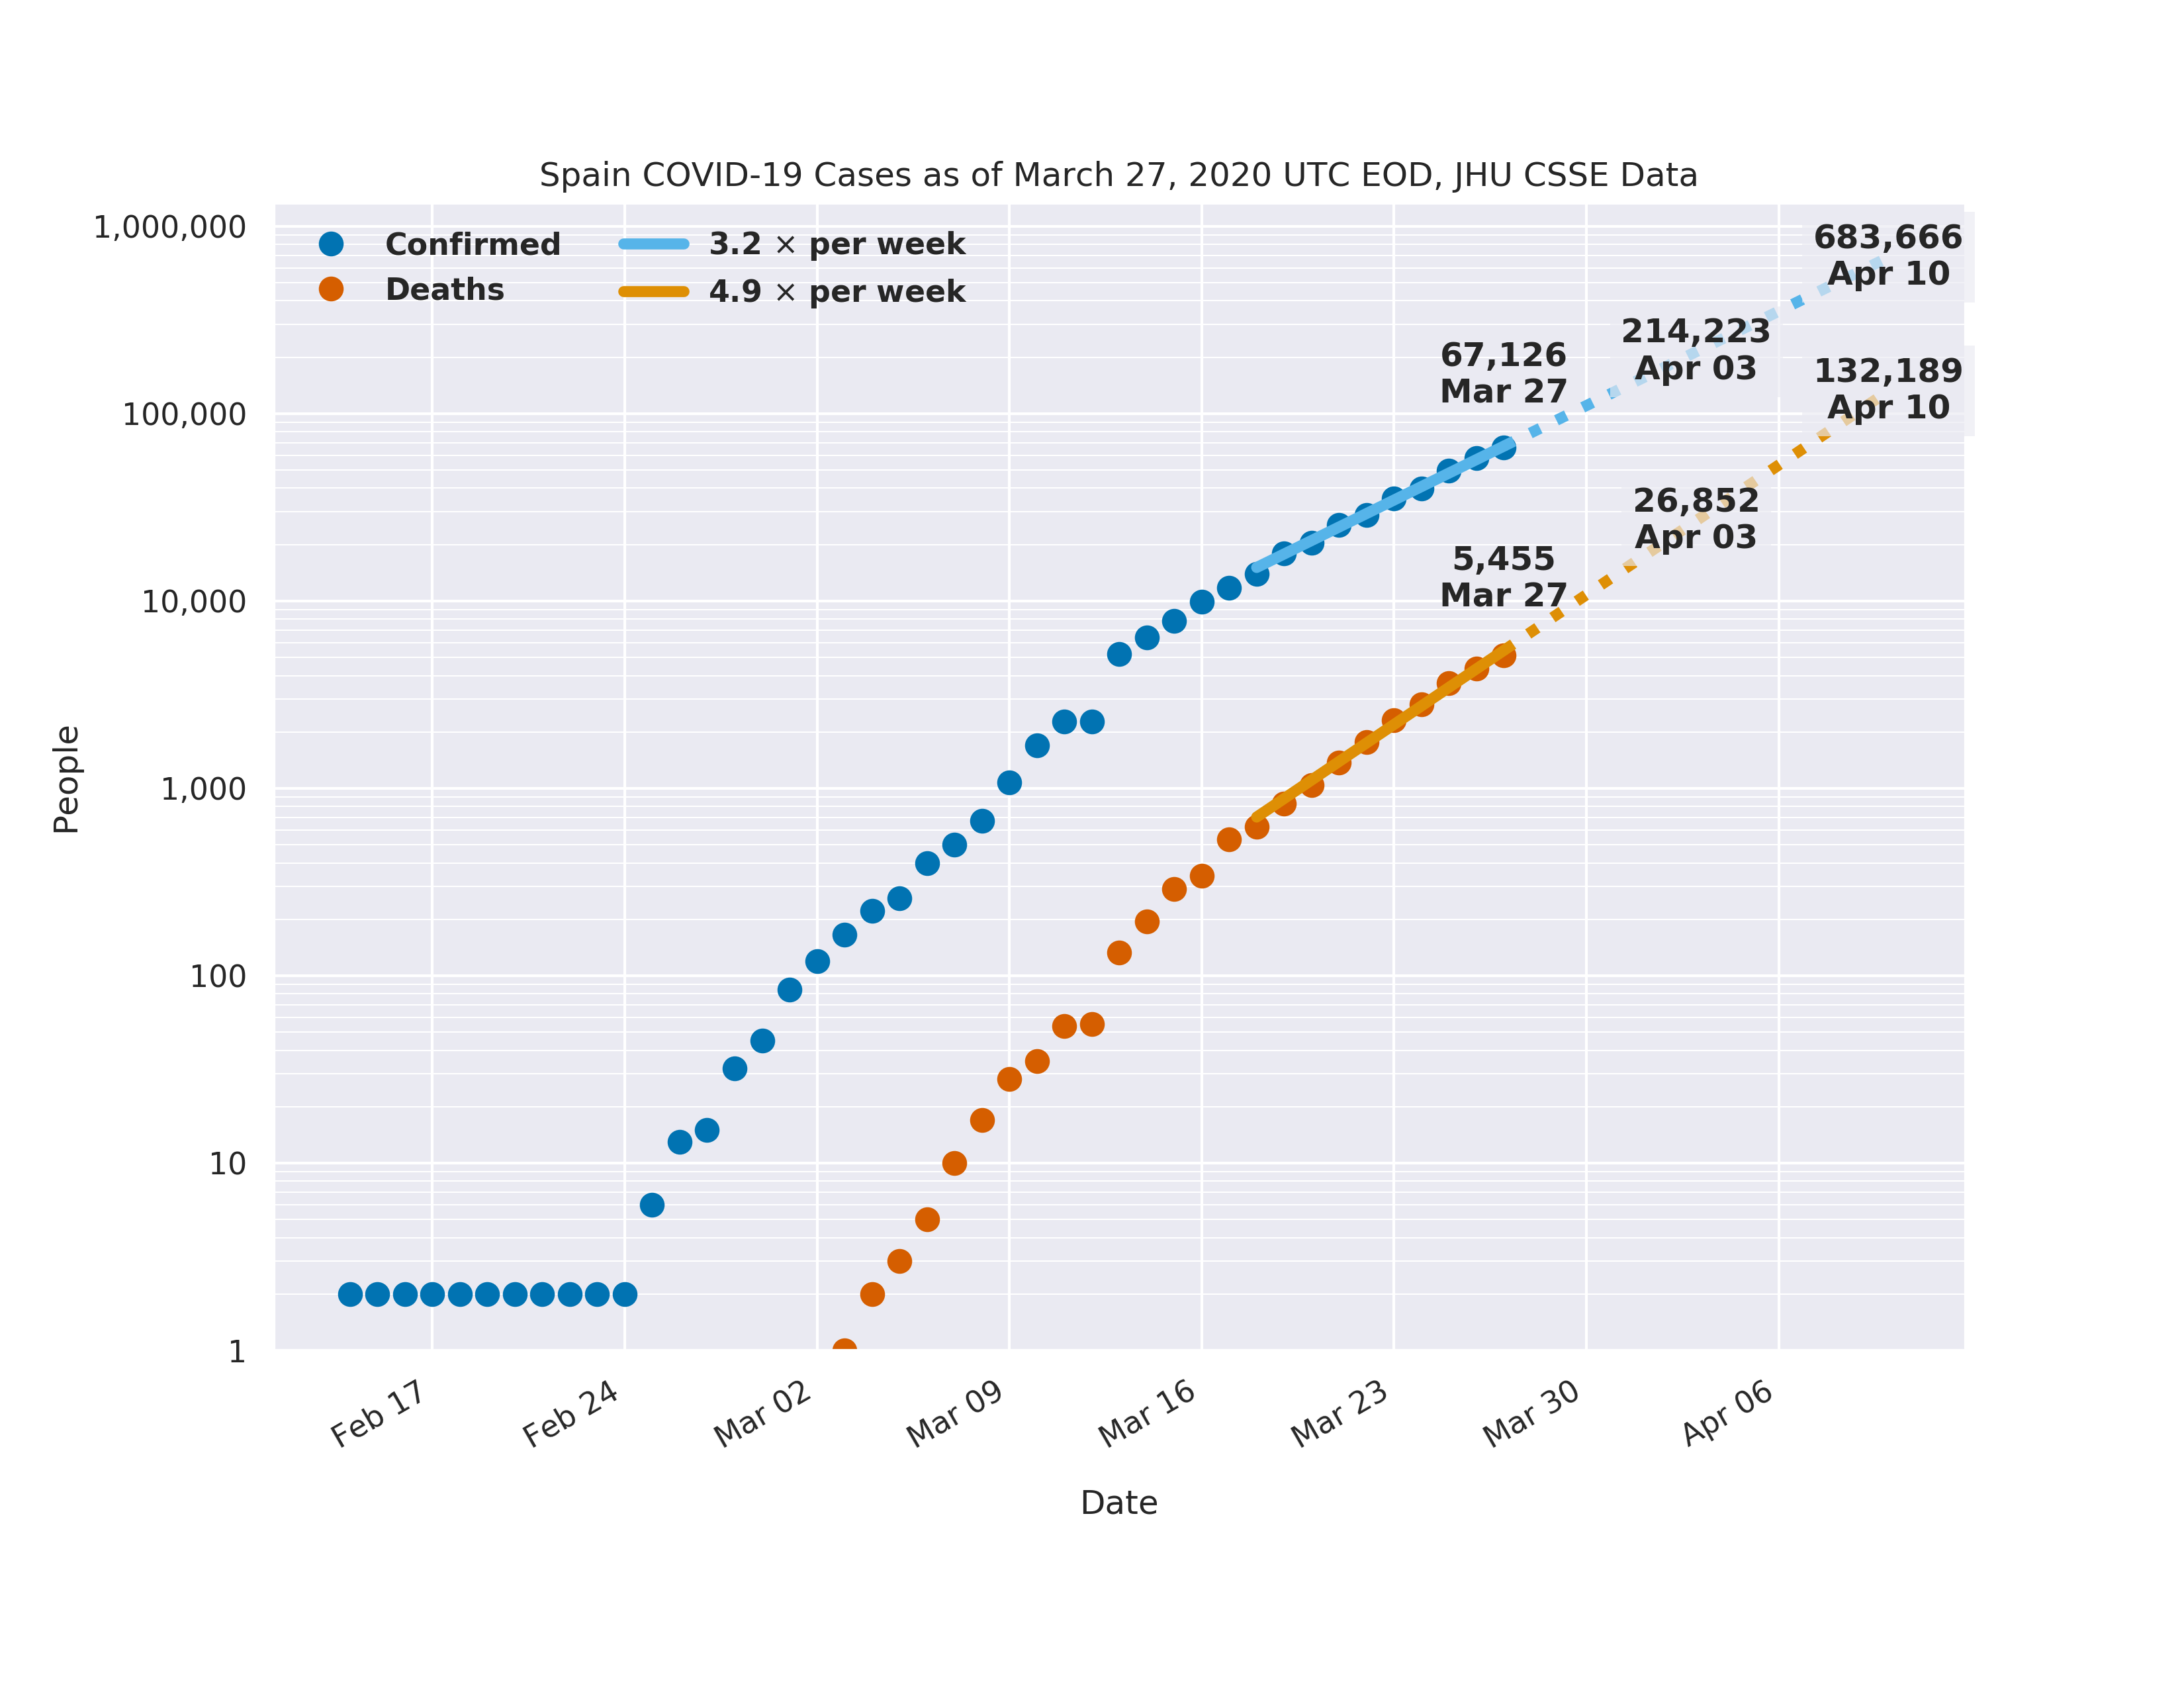 Spain COVID-19 Cases as of March 27, 2020 UTC EOD, JHU CSSE Data
1,000,000
100,000
10,000
1,000
100
10
1
People
Confirmed
Deaths
3.2 × per week
4.9 × per week
67,126
Mar 27
214,223
Apr 03
683,666
Apr 10
5,455
Mar 27
26,852
Apr 03
132,189
Apr 10
Feb 17
Feb 24
Mar 02
Mar 09
Mar 16
Mar 23
Mar 30
Apr 06
Date